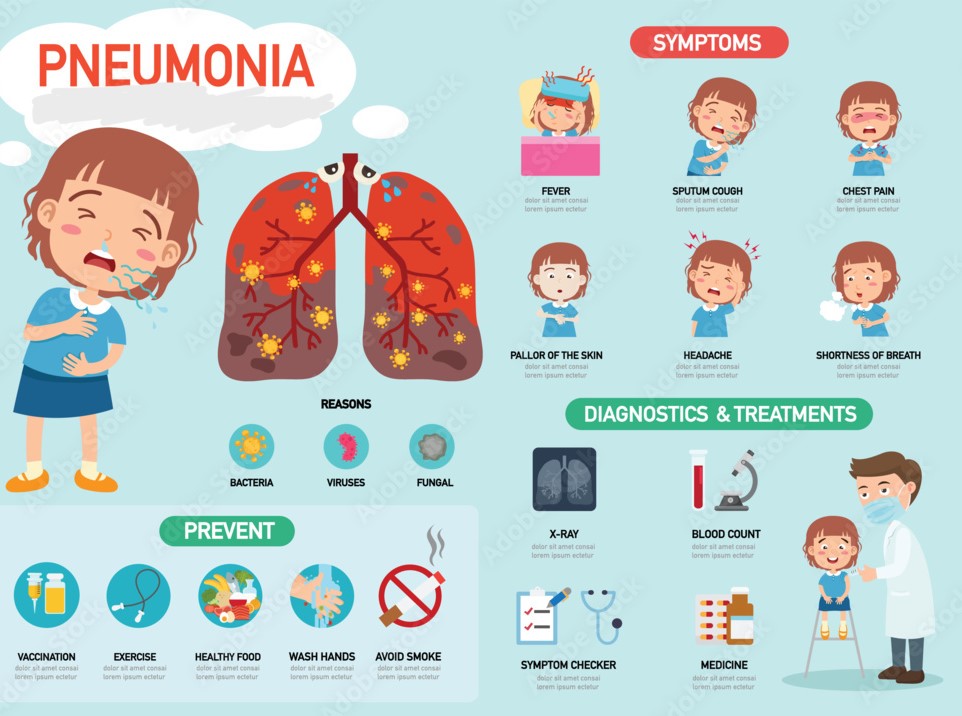 PNEUMONIA
SYMPTOMS
FEVER
dolor sit amet consai
lorem ipsum ectetur
SPUTUM COUGH
dolor sit amet consai
lorem ipsum ectetur
CHEST PAIN
dolor sit amet consai
lorem ipsum ectetur
PALLOR OF THE SKIN
dolor sit amet consai
lorem ipsum ectetur
HEADACHE
dolor sit amet consai
lorem ipsum ectetur
SHORTNESS OF BREATH
dolor sit amet consai
lorem ipsum ectetur
REASONS
BACTERIA
VIRUSES
FUNGAL
DIAGNOSTICS & TREATMENTS
X-RAY
dolor sit amet consai
lorem ipsum ectetur
BLOOD COUNT
dolor sit amet consai
lorem ipsum ectetur
SYMPTOM CHECKER
dolor sit amet consai
lorem ipsum ectetur
MEDICINE
dolor sit amet consai
lorem ipsum ectetur
PREVENT
VACCINATION
dolor sit amet consai
lorem ipsum ectetur
EXERCISE
dolor sit amet consai
lorem ipsum ectetur
HEALTHY FOOD
dolor sit amet consai
lorem ipsum ectetur
WASH HANDS
dolor sit amet consai
lorem ipsum ectetur
AVOID SMOKE
dolor sit amet consai
lorem ipsum ectetur
Adobe Stock